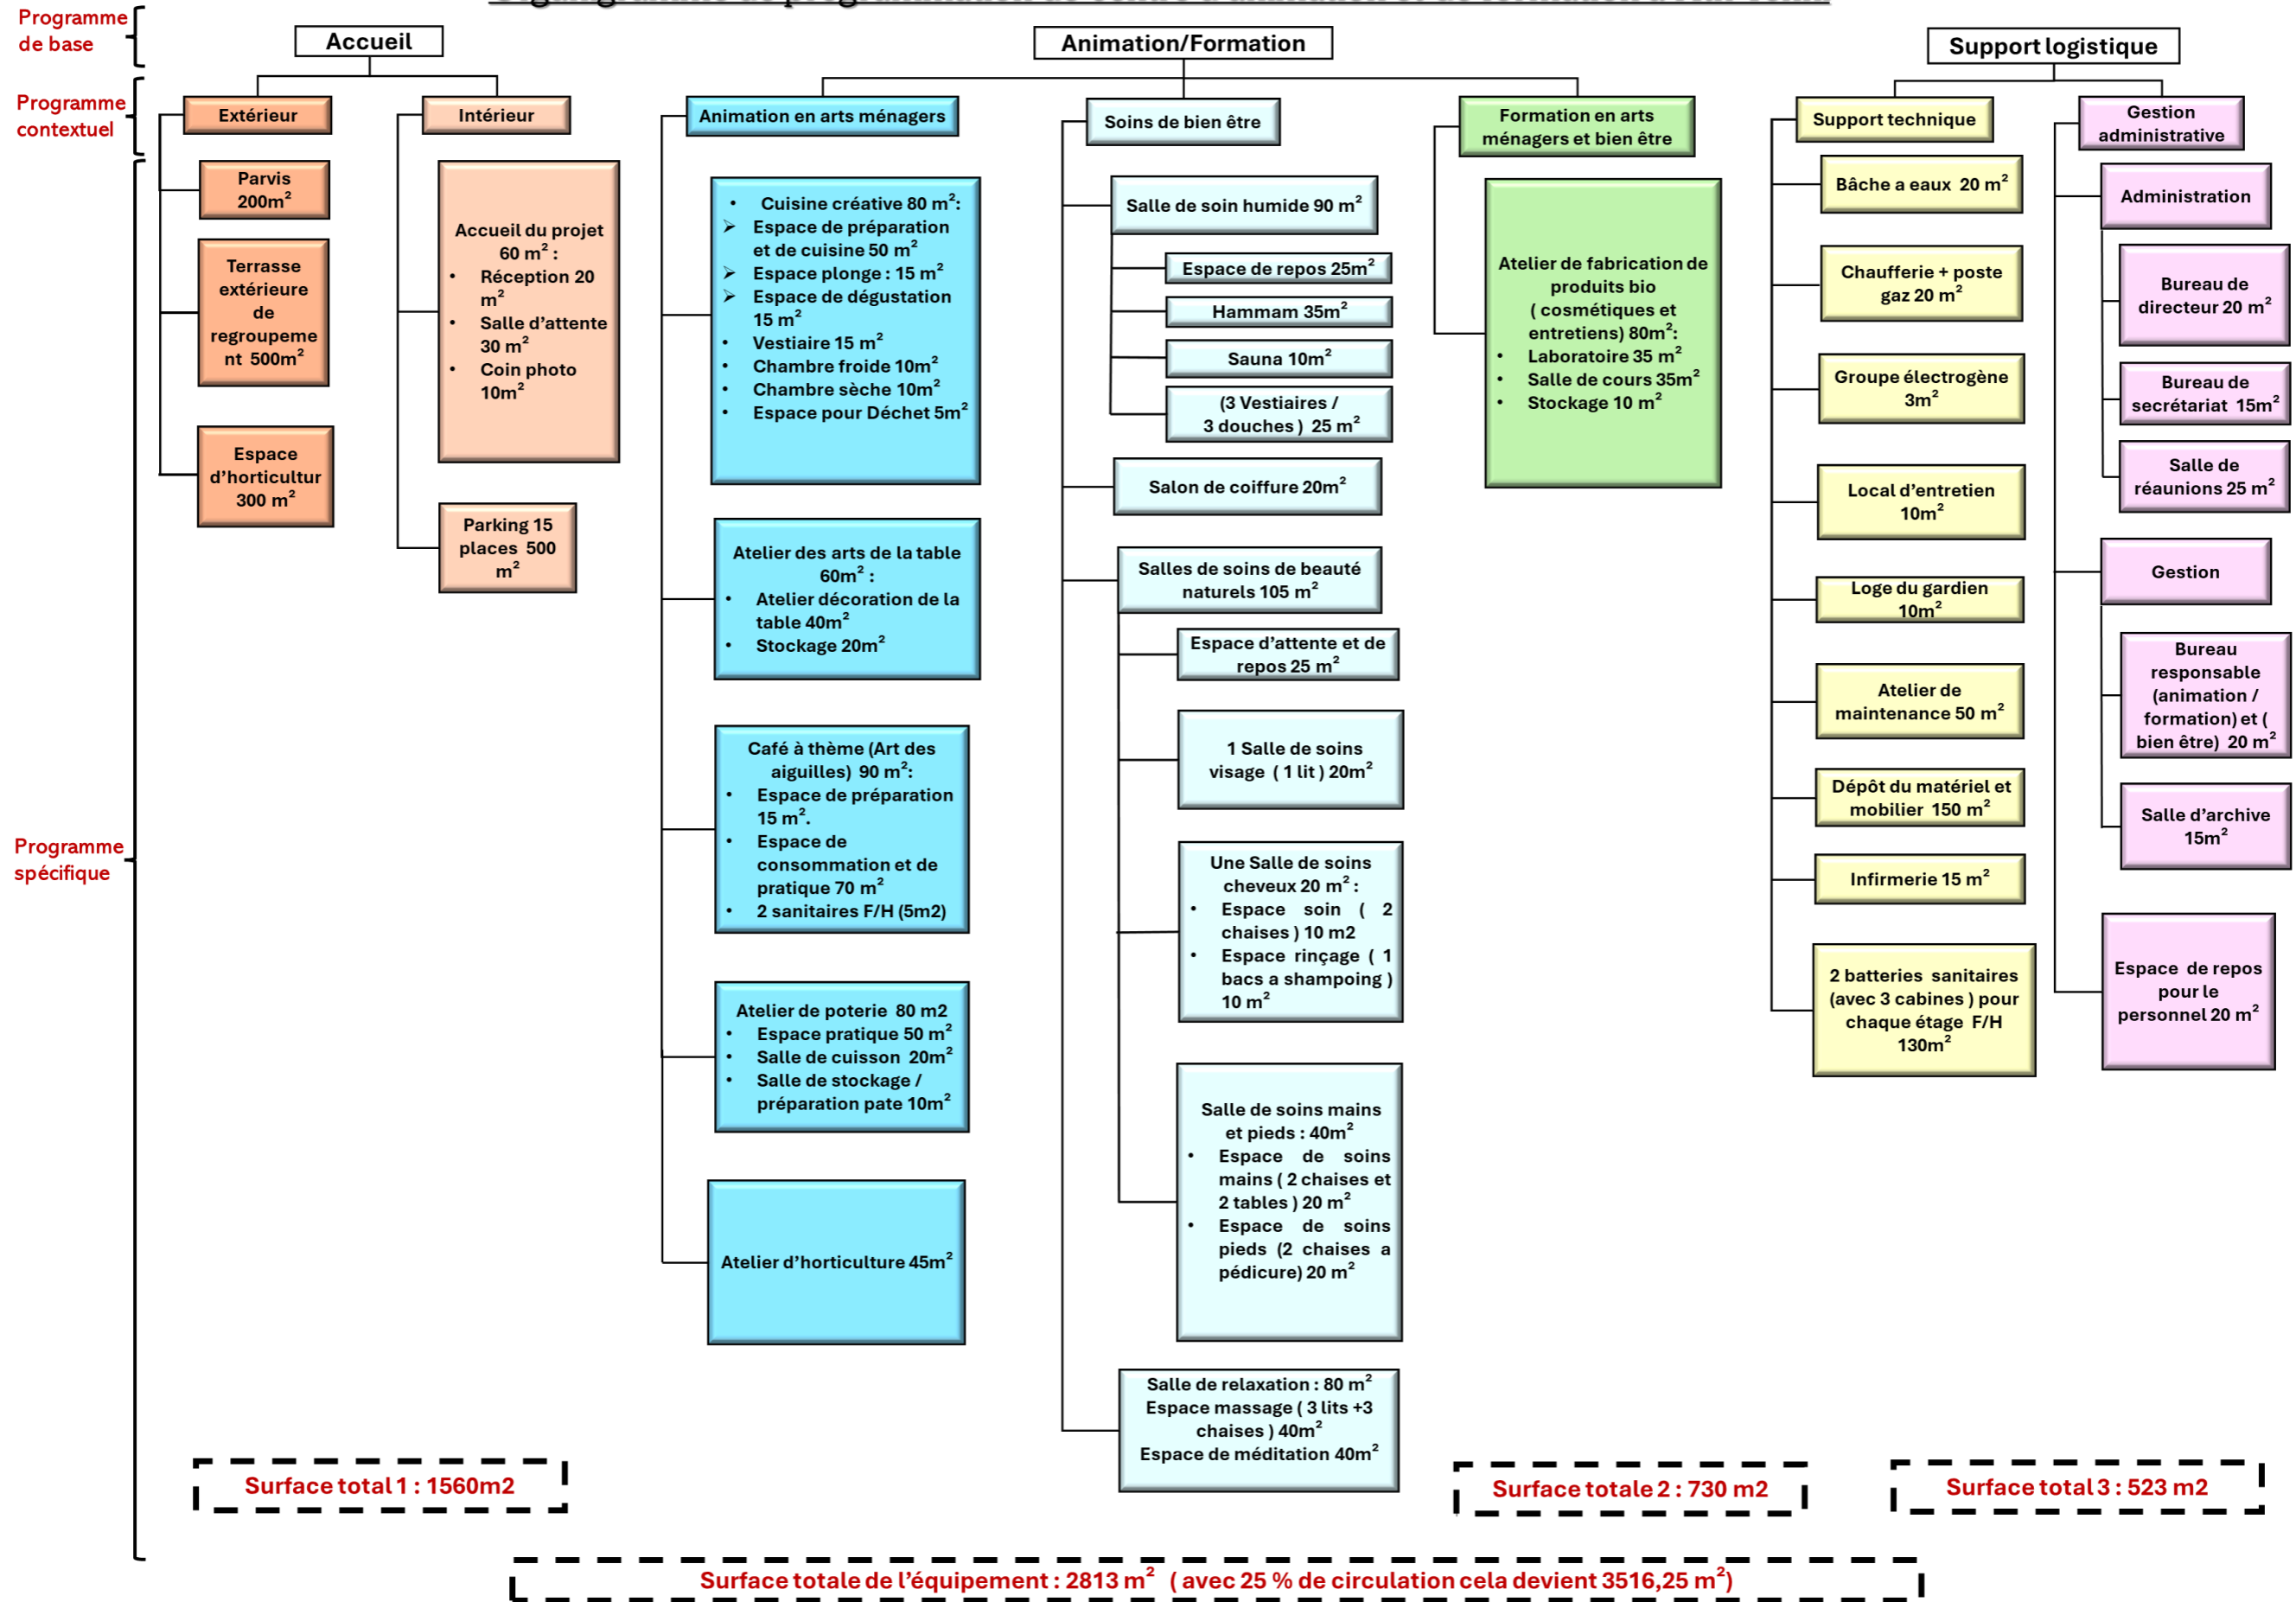 Programme
de base
Accueil
Animation/Formation
Support logistique
Programme
contextuel
Extérieur
Intérieur
Animation en arts ménagers
Soins de bien être
Formation en arts
ménagers et bien être
Support technique
Gestion
administrative
Programme
spécifique
Parvis
200m²
Terrasse
extérieure
de
regroupeme
nt 500m²
Espace
d’horticultur
300 m²
Accueil du projet
60 m² :
• Réception 20
m²
• Salle d’attente
30 m²
• Coin photo
10m²
Parking 15
places 500
m²
• Cuisine créative 80 m²:
➢ Espace de préparation
et de cuisine 50 m²
➢ Espace plonge : 15 m²
➢ Espace de dégustation
15 m²
• Vestiaire 15 m²
• Chambre froide 10m²
• Chambre sèche 10m²
• Espace pour Déchet 5m²
Atelier des arts de la table
60m² :
• Atelier décoration de la
table 40m²
• Stockage 20m²
Café à thème (Art des
aiguilles) 90 m²:
• Espace de préparation
15 m².
• Espace de
consommation et de
pratique 70 m²
• 2 sanitaires F/H (5m2)
Atelier de poterie 80 m2
• Espace pratique 50 m²
• Salle de cuisson 20m²
• Salle de stockage /
préparation pate 10m²
Atelier d’horticulture 45m²
Salle de soin humide 90 m²
Espace de repos 25m²
Hammam 35m²
Sauna 10m²
(3 Vestiaires /
3 douches ) 25 m²
Salon de coiffure 20m²
Salles de soins de beauté
naturels 105 m²
Espace d’attente et de
repos 25 m²
1 Salle de soins
visage ( 1 lit ) 20m²
Une Salle de soins
cheveux 20 m² :
• Espace soin ( 2
chaises ) 10 m2
• Espace rinçage ( 1
bacs a shampoing )
10 m²
Salle de soins mains
et pieds : 40m²
• Espace de soins
mains ( 2 chaises et
2 tables ) 20 m²
• Espace de soins
pieds (2 chaises a
pédicure) 20 m²
Salle de relaxation : 80 m²
Espace massage ( 3 lits +3
chaises ) 40m²
Espace de méditation 40m²
Atelier de fabrication de
produits bio
( cosmétiques et
entretiens) 80m²:
• Laboratoire 35 m²
• Salle de cours 35m²
• Stockage 10 m²
Bâche a eaux 20 m²
Chaufferie + poste
gaz 20 m²
Groupe électrogène
3m²
Local d’entretien
10m²
Loge du gardien
10m²
Atelier de
maintenance 50 m²
Dépôt du matériel et
mobilier 150 m²
Infirmerie 15 m²
2 batteries sanitaires
(avec 3 cabines ) pour
chaque étage F/H
130m²
Administration
Bureau de
directeur 20 m²
Bureau de
secrétariat 15m²
Salle de
réaunions 25 m²
Gestion
Bureau
responsable
(animation /
formation) et (
bien être) 20 m²
Salle d’archive
15m²
Espace de repos
pour le
personnel 20 m²
Surface total 1 : 1560m2
Surface totale 2 : 730 m2
Surface total 3 : 523 m2
Surface totale de l’équipement : 2813 m² ( avec 25 % de circulation cela devient 3516,25 m²)